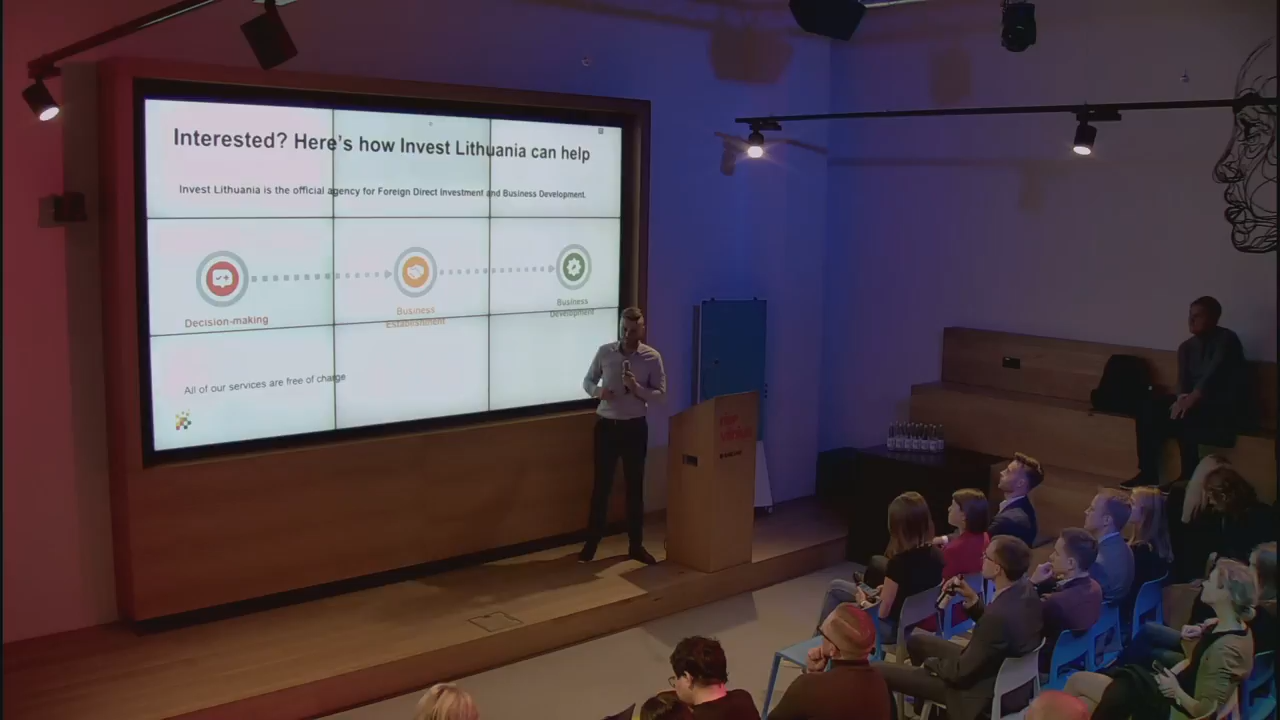 Interested? Here's how Invest Lithuania can help
Invest Lithuania is the official agency for Foreign Direct Investment and Business Development.
Decision-making
Business
Establishment
Business
Development
All of our services are free of charge